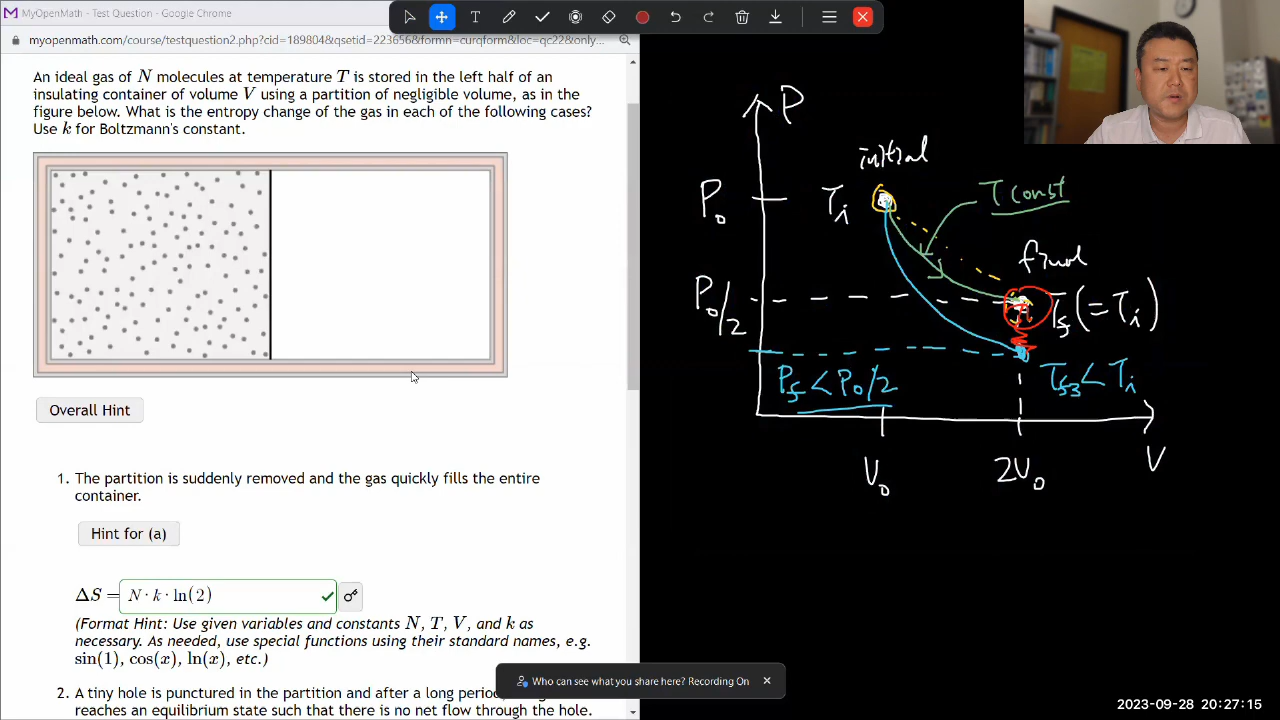 MyOpenMath - Test Question - Google Chrome
myopenmath.com/course/testquestion2.php?cid=189804&qsetid=223656&formn=curqform&loc=qc22&only...
An ideal gas of N molecules at temperature T is stored in the left half of an
insulating container of volume V using a partition of negligible volume, as in the
figure below. What is the entropy change of the gas in each of the following cases?
Use k for Boltzmann's constant.
Overall Hint
1. The partition is suddenly removed and the gas quickly fills the entire
container.
Hint for (a)
ΔS = N · k · ln(2)
(Format Hint: Use given variables and constants N, T, V, and k as
necessary. As needed, use special functions using their standard names, e.g.
sin(1), cos(x), ln(x), etc.)
2. A tiny hole is punctured in the partition and after a long period,
reaches an equilibrium state such that there is no net flow through the hole.
T
P
initial
P₀
Tᵢ
T const
final
P₀/2
T_f (= Tᵢ)
P_f < P₀/2
T_f3 < Tᵢ
V₀
2V₀
V
Who can see what you share here? Recording On
2023-09-28 20:27:15